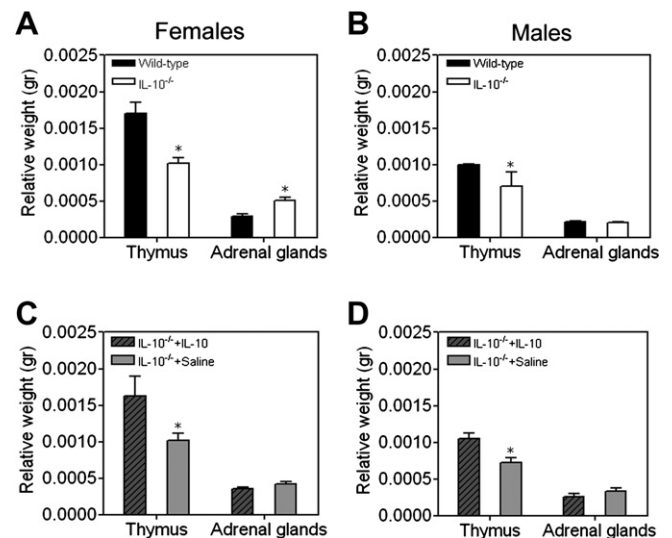 A Females
Relative weight (gr)
0.0025
0.0020
0.0015
0.0010
0.0005
0.0000
Wild-type
IL-10-/-
*
*
Thymus Adrenal glands
B Males
Relative weight (gr)
0.0025
0.0020
0.0015
0.0010
0.0005
0.0000
Wild-type
IL-10-/-
*
Thymus Adrenal glands
C
Relative weight (gr)
0.0025
0.0020
0.0015
0.0010
0.0005
0.0000
IL-10-/-+IL-10
IL-10-/-+Saline
*
Thymus Adrenal glands
D
Relative weight (gr)
0.0025
0.0020
0.0015
0.0010
0.0005
0.0000
IL-10-/-+IL-10
IL-10-/-+Saline
*
Thymus Adrenal glands